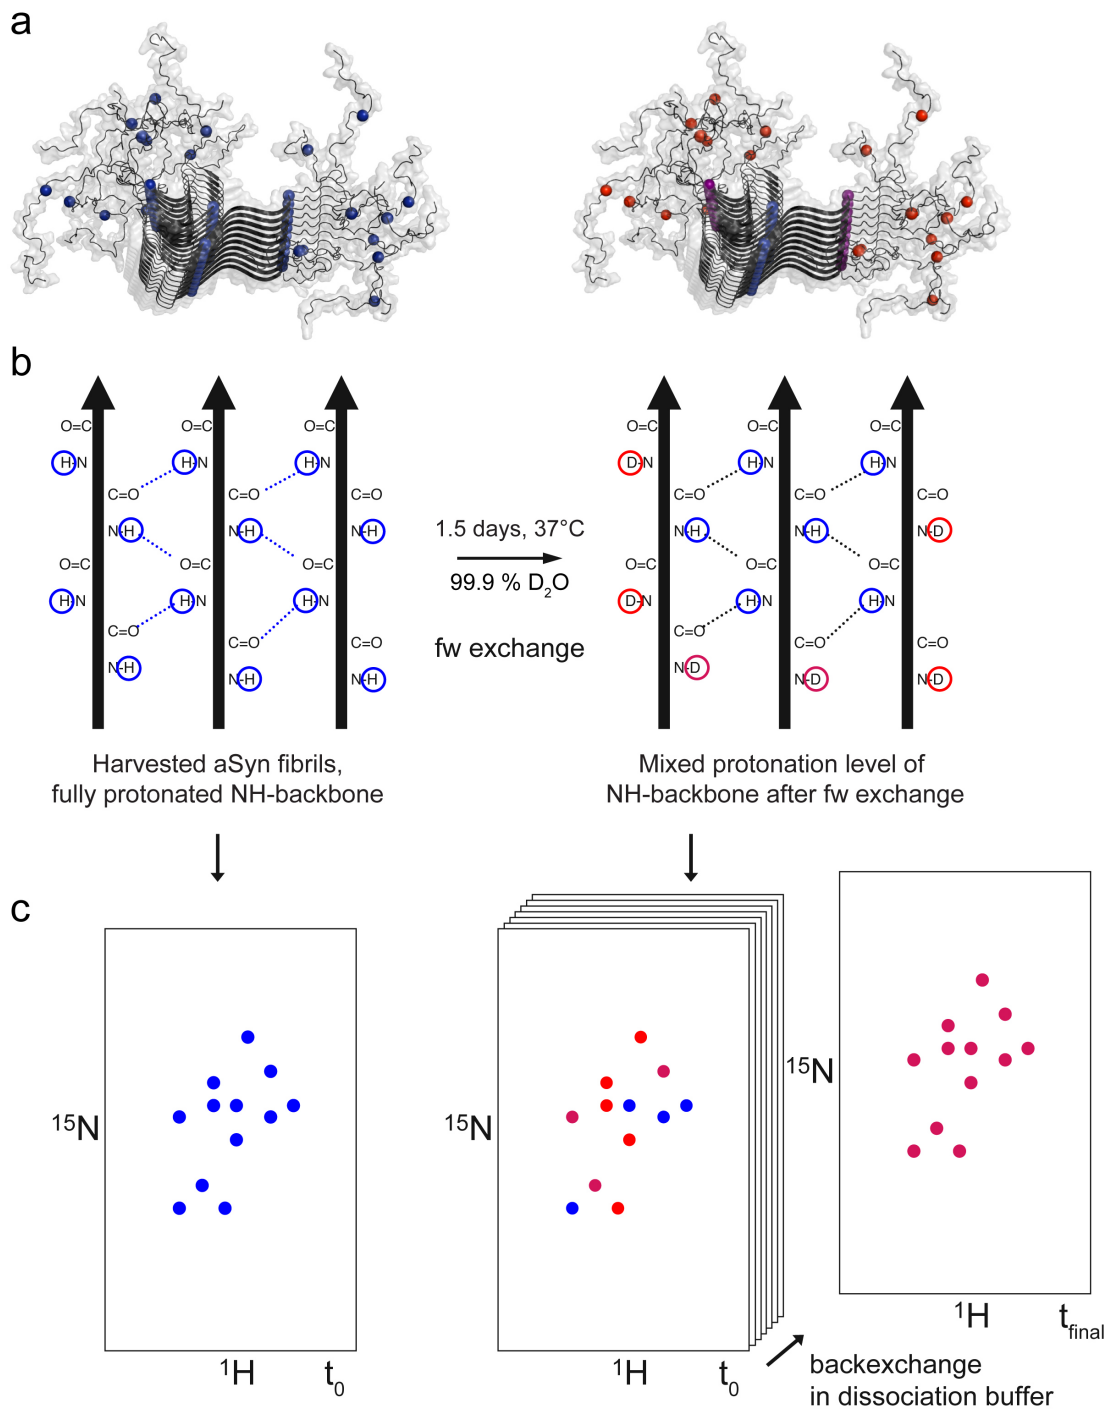 a
b
O=C O=C O=C
H-N H-N H-N
C=O C=O C=O
N-H N-H N-H
O=C O=C O=C
H-N H-N H-N
C=O C=O C=O
N-H N-H N-H
1.5 days, 37°C
99.9 % D₂O
fw exchange
O=C O=C O=C
D-N H-N H-N
C=O C=O C=O
N-H N-H N-D
O=C O=C O=C
D-N H-N H-N
C=O C=O C=O
N-D N-D N-D
Harvested aSyn fibrils,
fully protonated NH-backbone
Mixed protonation level of
NH-backbone after fw exchange
c
¹⁵N
¹H t₀
¹⁵N
¹H t₀
¹⁵N
¹H t_final
backexchange
in dissociation buffer